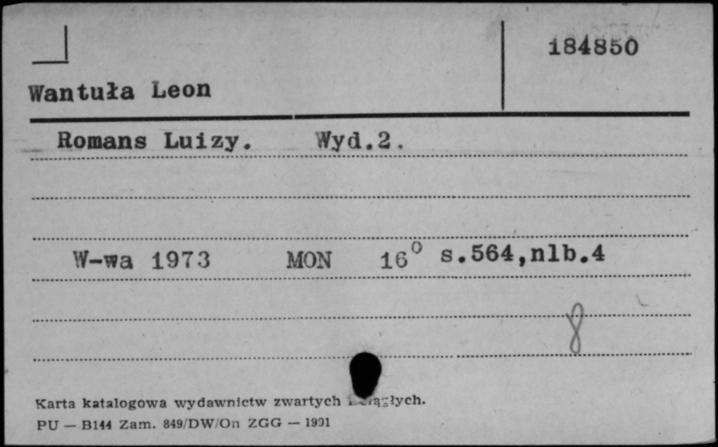 184850
Wantuła Leon
Romans Luizy. Wyd.2.
W-wa 1973 MON 16⁰ s.564,nlb.4
8
Karta katalogowa wydawnictw zwartych
PU — B144 Zam. 849/DW/On ZGG — 1991